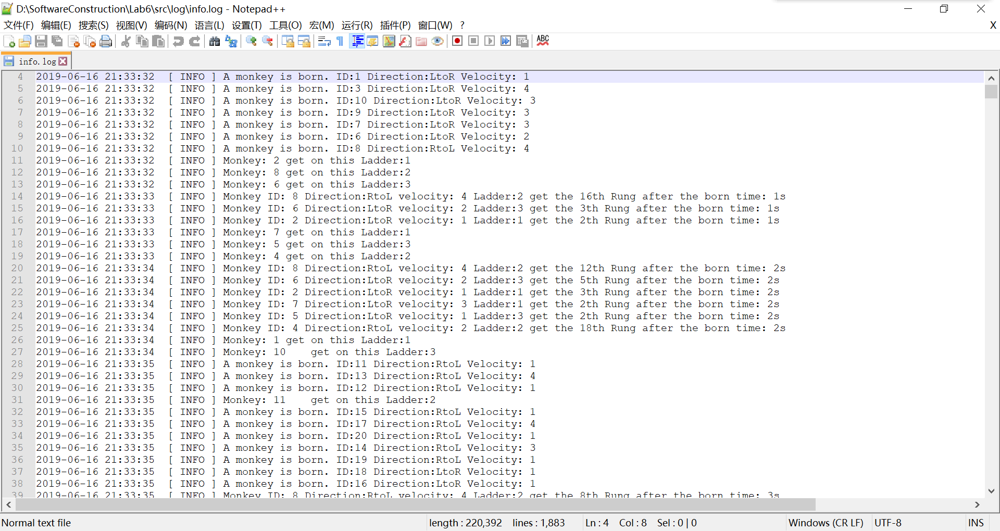 D:\SoftwareConstruction\Lab6\src\log\info.log - Notepad++
文件(F) 编辑(E) 搜索(S) 视图(V) 编码(N) 语言(L) 设置(T) 工具(O) 宏(M) 运行(R) 插件(P) 窗口(W) ? X
ABC
info.log
4 2019-06-16 21:33:32 [ INFO ] A monkey is born. ID:1 Direction:LtoR Velocity: 1
5 2019-06-16 21:33:32 [ INFO ] A monkey is born. ID:3 Direction:LtoR Velocity: 4
6 2019-06-16 21:33:32 [ INFO ] A monkey is born. ID:10 Direction:LtoR Velocity: 3
7 2019-06-16 21:33:32 [ INFO ] A monkey is born. ID:9 Direction:LtoR Velocity: 3
8 2019-06-16 21:33:32 [ INFO ] A monkey is born. ID:7 Direction:LtoR Velocity: 3
9 2019-06-16 21:33:32 [ INFO ] A monkey is born. ID:6 Direction:LtoR Velocity: 2
10 2019-06-16 21:33:32 [ INFO ] A monkey is born. ID:8 Direction:RtoL Velocity: 4
11 2019-06-16 21:33:32 [ INFO ] Monkey: 2 get on this Ladder:1
12 2019-06-16 21:33:32 [ INFO ] Monkey: 8 get on this Ladder:2
13 2019-06-16 21:33:32 [ INFO ] Monkey: 6 get on this Ladder:3
14 2019-06-16 21:33:33 [ INFO ] Monkey ID: 8 Direction:RtoL velocity: 4 Ladder:2 get the 16th Rung after the born time: 1s
15 2019-06-16 21:33:33 [ INFO ] Monkey ID: 6 Direction:LtoR velocity: 2 Ladder:3 get the 3th Rung after the born time: 1s
16 2019-06-16 21:33:33 [ INFO ] Monkey ID: 2 Direction:LtoR velocity: 1 Ladder:1 get the 2th Rung after the born time: 1s
17 2019-06-16 21:33:33 [ INFO ] Monkey: 7 get on this Ladder:1
18 2019-06-16 21:33:33 [ INFO ] Monkey: 5 get on this Ladder:3
19 2019-06-16 21:33:33 [ INFO ] Monkey: 4 get on this Ladder:2
20 2019-06-16 21:33:34 [ INFO ] Monkey ID: 8 Direction:RtoL velocity: 4 Ladder:2 get the 12th Rung after the born time: 2s
21 2019-06-16 21:33:34 [ INFO ] Monkey ID: 6 Direction:LtoR velocity: 2 Ladder:3 get the 5th Rung after the born time: 2s
22 2019-06-16 21:33:34 [ INFO ] Monkey ID: 2 Direction:LtoR velocity: 1 Ladder:1 get the 3th Rung after the born time: 2s
23 2019-06-16 21:33:34 [ INFO ] Monkey ID: 7 Direction:LtoR velocity: 3 Ladder:1 get the 2th Rung after the born time: 2s
24 2019-06-16 21:33:34 [ INFO ] Monkey ID: 5 Direction:LtoR velocity: 1 Ladder:3 get the 2th Rung after the born time: 2s
25 2019-06-16 21:33:34 [ INFO ] Monkey ID: 4 Direction:RtoL velocity: 2 Ladder:2 get the 18th Rung after the born time: 2s
26 2019-06-16 21:33:34 [ INFO ] Monkey: 1 get on this Ladder:1
27 2019-06-16 21:33:34 [ INFO ] Monkey: 10    get on this Ladder:3
28 2019-06-16 21:33:35 [ INFO ] A monkey is born. ID:11 Direction:RtoL Velocity: 1
29 2019-06-16 21:33:35 [ INFO ] A monkey is born. ID:13 Direction:RtoL Velocity: 4
30 2019-06-16 21:33:35 [ INFO ] A monkey is born. ID:12 Direction:RtoL Velocity: 1
31 2019-06-16 21:33:35 [ INFO ] Monkey: 11    get on this Ladder:2
32 2019-06-16 21:33:35 [ INFO ] A monkey is born. ID:15 Direction:RtoL Velocity: 1
33 2019-06-16 21:33:35 [ INFO ] A monkey is born. ID:17 Direction:RtoL Velocity: 4
34 2019-06-16 21:33:35 [ INFO ] A monkey is born. ID:20 Direction:RtoL Velocity: 1
35 2019-06-16 21:33:35 [ INFO ] A monkey is born. ID:14 Direction:RtoL Velocity: 3
36 2019-06-16 21:33:35 [ INFO ] A monkey is born. ID:19 Direction:RtoL Velocity: 1
37 2019-06-16 21:33:35 [ INFO ] A monkey is born. ID:18 Direction:LtoR Velocity: 1
38 2019-06-16 21:33:35 [ INFO ] A monkey is born. ID:16 Direction:LtoR Velocity: 1
39 2019-06-16 21:33:35 [ INFO ] Monkey ID: 8 Direction:RtoL velocity: 4 Ladder:2 get the 8th Rung after the born time: 3s
Normal text file length : 220,392 lines : 1,883 Ln : 4 Col : 8 Sel : 0 | 0 Windows (CR LF) UTF-8 INS